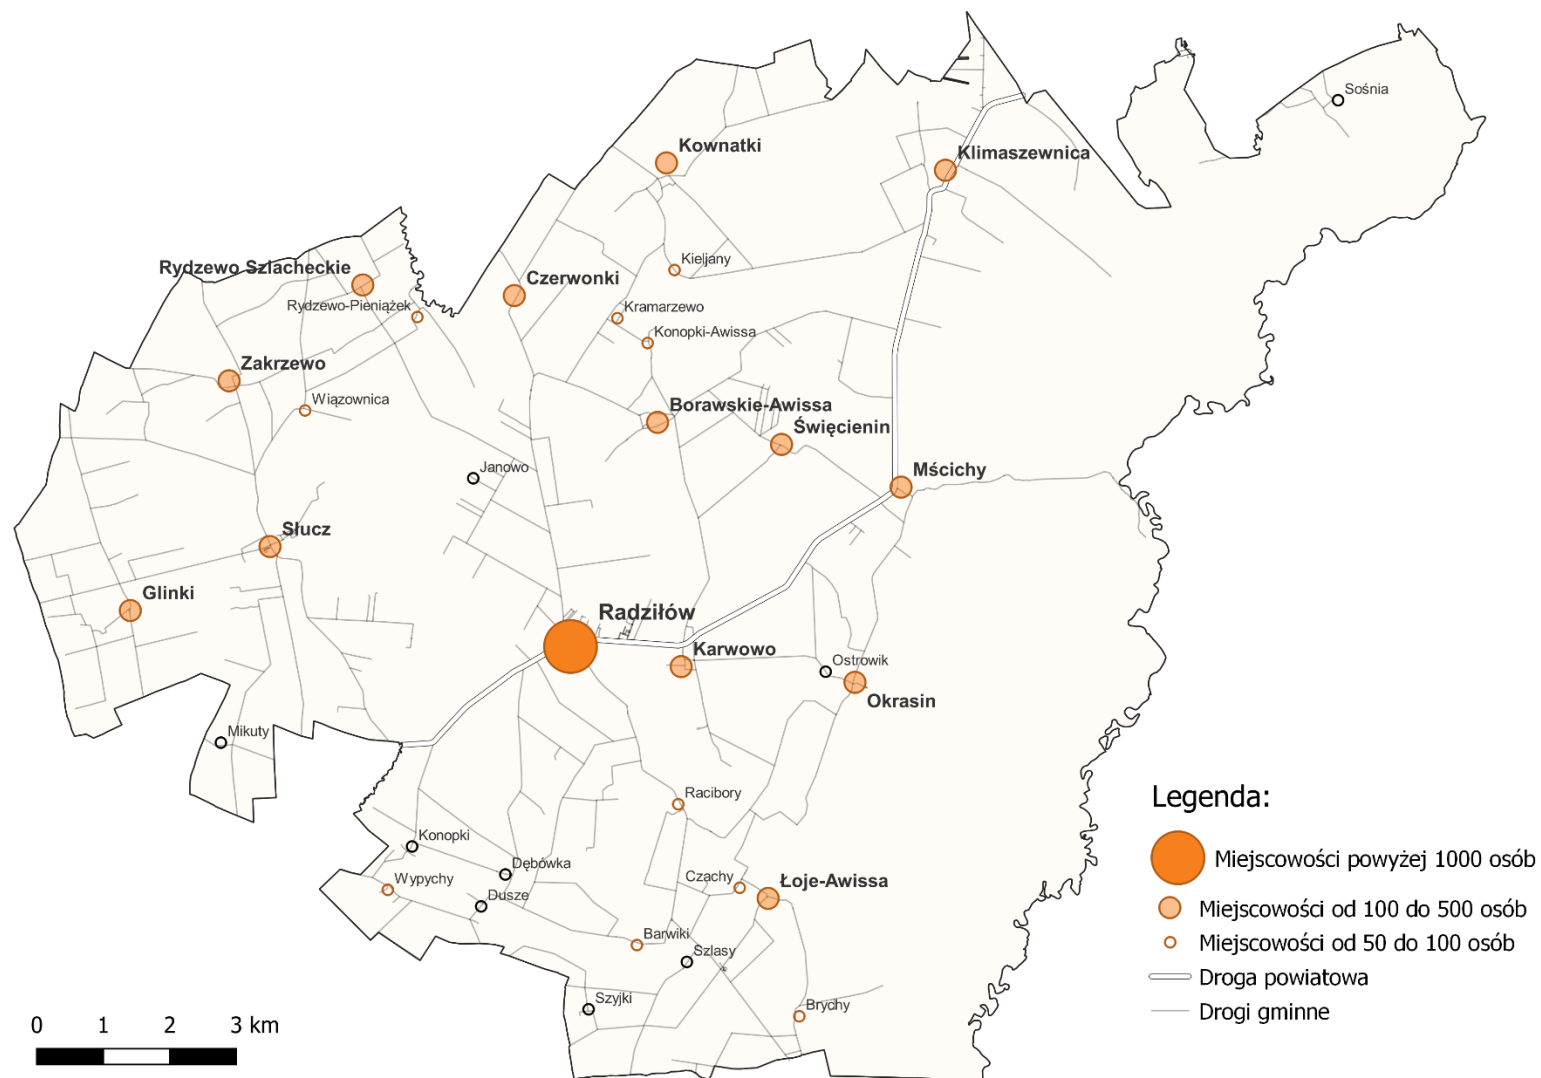 Sośnia
Kownatki
Klimaszewnica
Kieljany
Rydzewo Szlacheckie
Czerwonki
Rydzewo-Pieniążek
Kramarzewo
Konopki-Awissa
Zakrzewo
Wiązownica
Borawskie-Awissa
Święcienin
Janowo
Mścichy
Słucz
Glinki
Radziłów
Karwowo
Ostrowik
Okrasin
Mikuty
Racibory
Konopki
Dębówka
Wypychy
Dusze
Czachy
Łoje-Awissa
Barwiki
Szlasy
Szyjki
Brychy
Legenda:
Miejscowości powyżej 1000 osób
Miejscowości od 100 do 500 osób
Miejscowości od 50 do 100 osób
Droga powiatowa
Drogi gminne
0 1 2 3 km